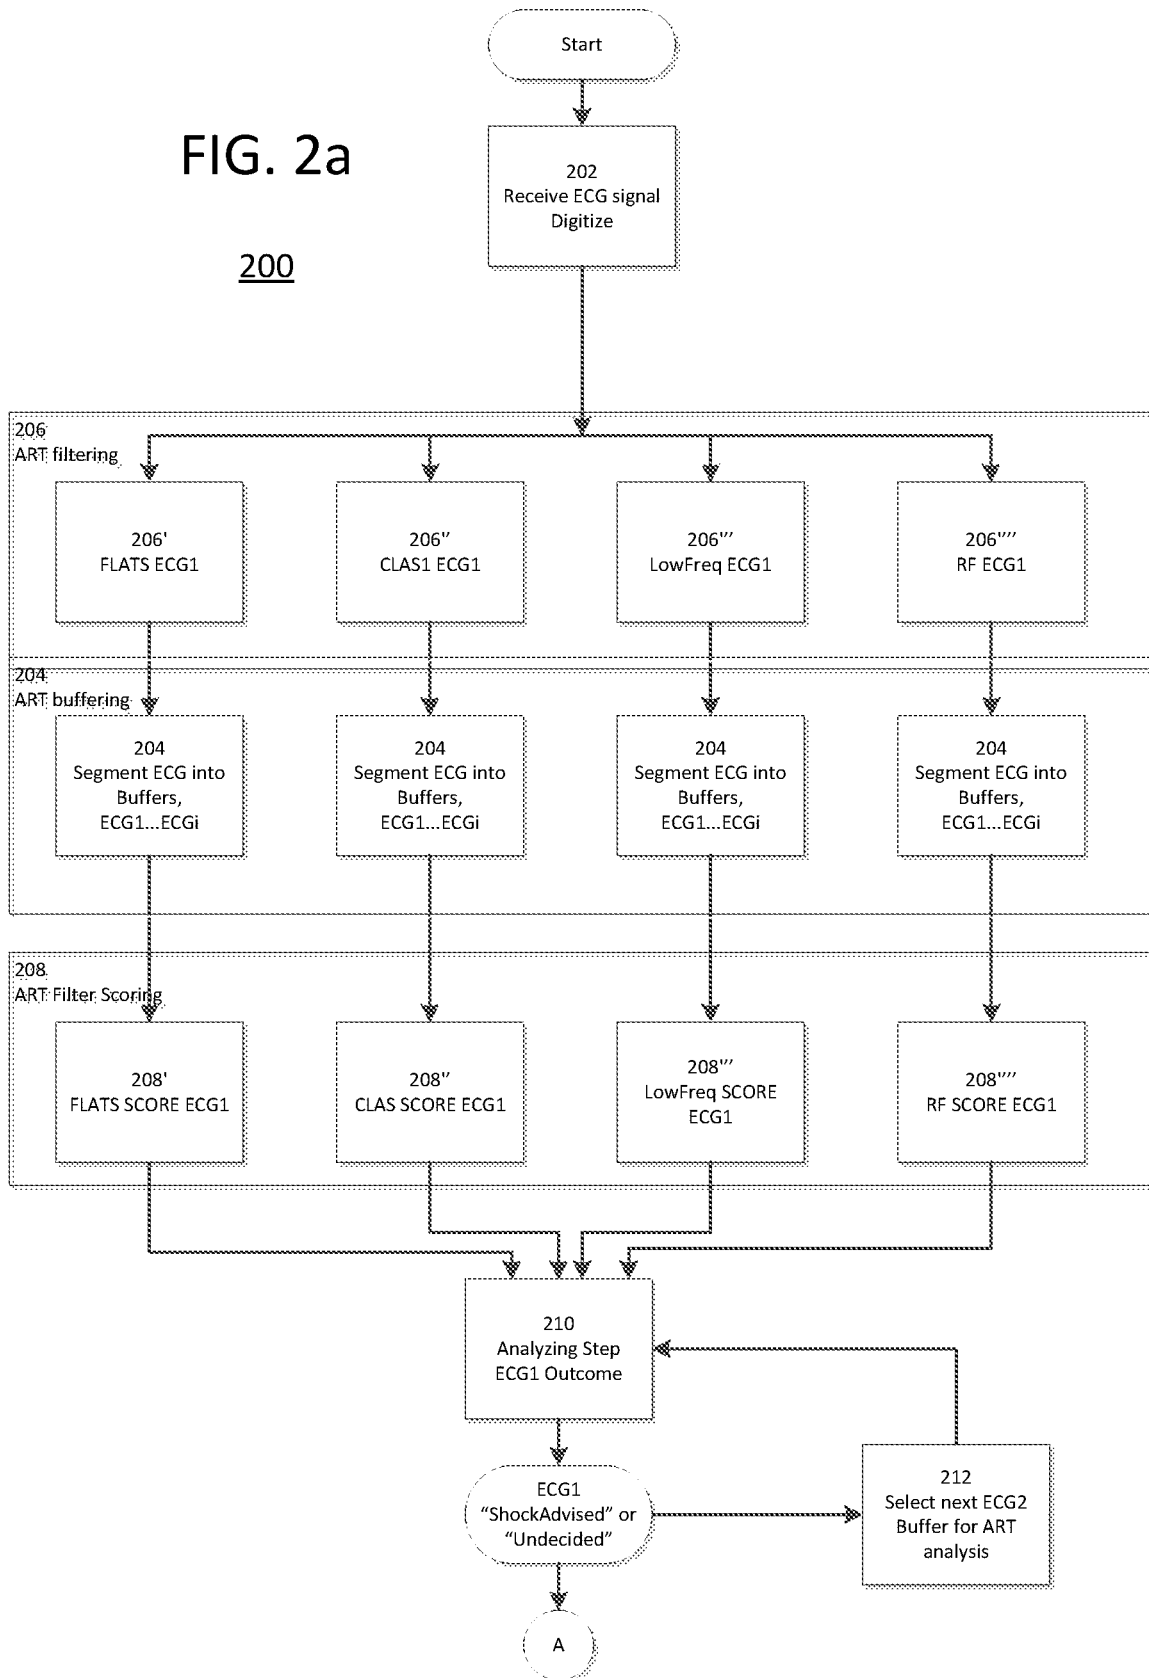 Start
FIG. 2a
200
202
Receive ECG signal
Digitize
206
ART filtering
206'
FLATS ECG1
206''
CLAS1 ECG1
206'''
LowFreq ECG1
206''''
RF ECG1
204
ART buffering
204
Segment ECG into
Buffers,
ECG1...ECGi
204
Segment ECG into
Buffers,
ECG1...ECGi
204
Segment ECG into
Buffers,
ECG1...ECGi
204
Segment ECG into
Buffers,
ECG1...ECGi
208
ART Filter Scoring
208'
FLATS SCORE ECG1
208''
CLAS SCORE ECG1
208'''
LowFreq SCORE
ECG1
208''''
RF SCORE ECG1
210
Analyzing Step
ECG1 Outcome
ECG1
“ShockAdvised” or
“Undecided”
212
Select next ECG2
Buffer for ART
analysis
A